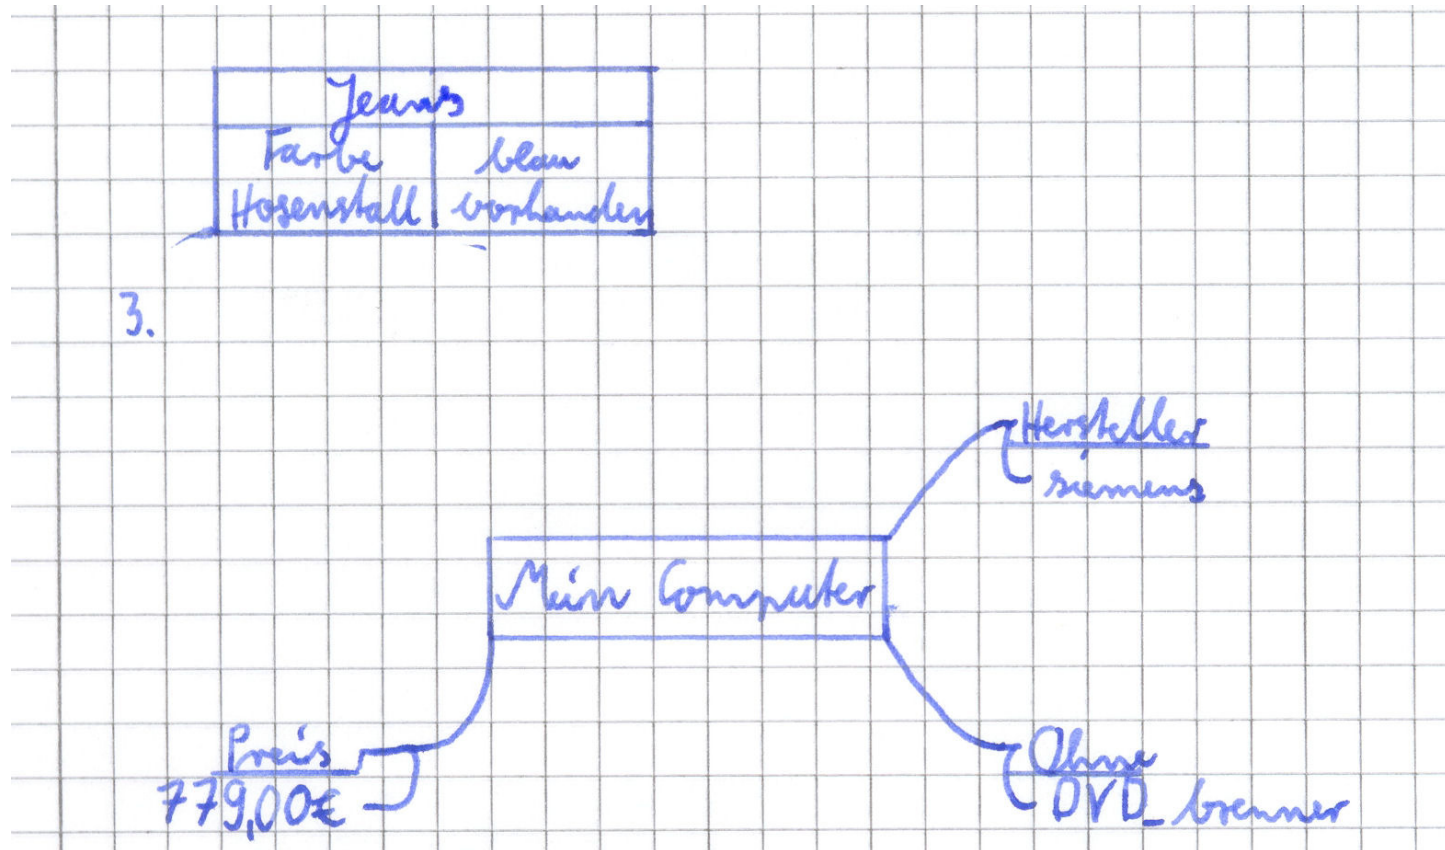 Jeans
Farbe blau
Hosenstall vorhanden
3.
Hersteller
siemens
Mein Computer
Preis
779,00€
Ohne
DVD_brenner